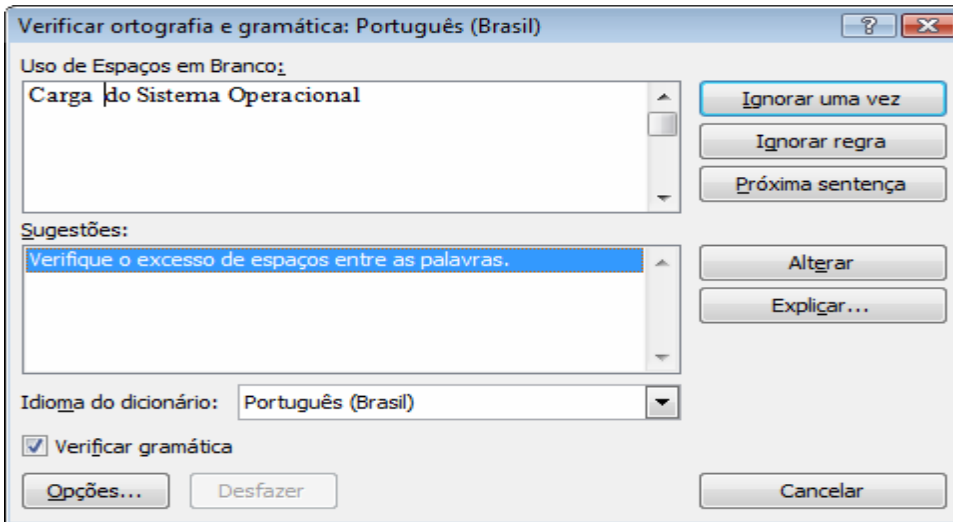 Verificar ortografia e gramática: Português (Brasil)
Uso de Espaços em Branco:
Carga  do Sistema Operacional
Ignorar uma vez
Ignorar regra
Próxima sentença
Sugestões:
Verifique o excesso de espaços entre as palavras.
Alterar
Explicar...
Idioma do dicionário: Português (Brasil)
Verificar gramática
Opções... Desfazer Cancelar